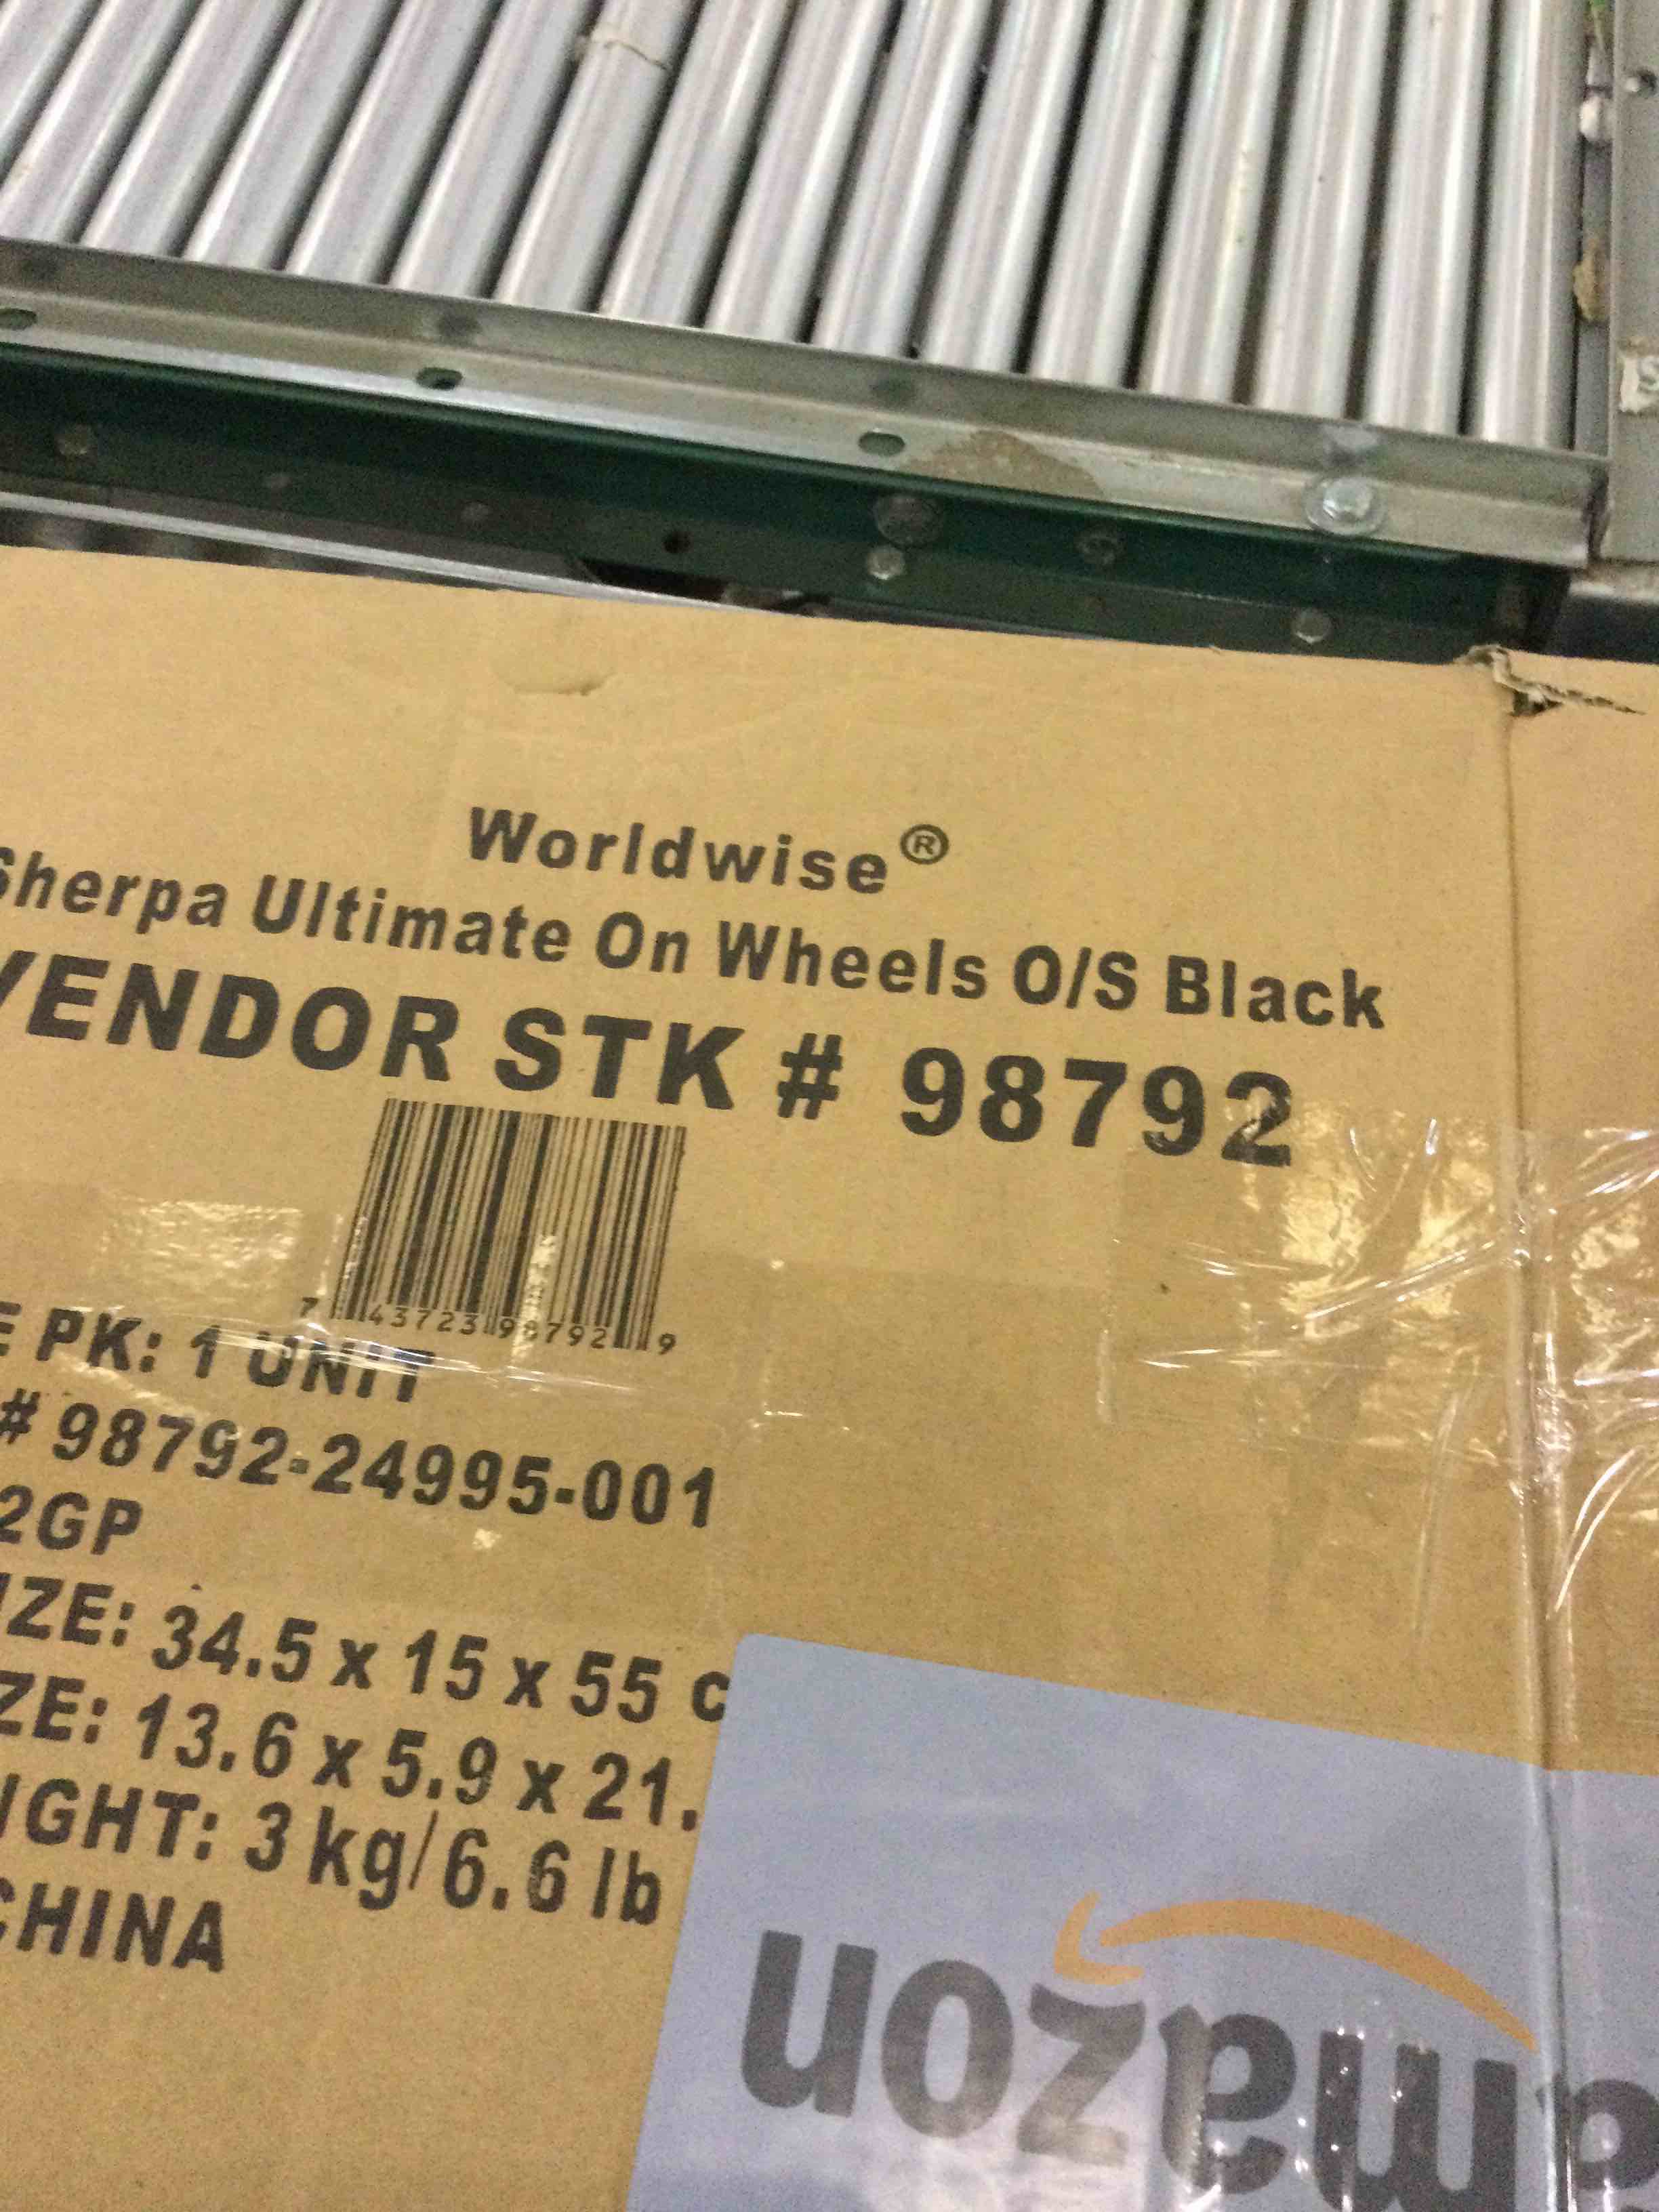 Worldwise®
Sherpa Ultimate On Wheels O/S Black
VENDOR STK # 98792
7 43723 98792 9
E PK: 1 UNIT
# 98792-24995-001
2GP
IZE: 34.5 x 15 x 55 c
ZE: 13.6 x 5.9 x 21.
IGHT: 3 kg/6.6 lb
CHINA
amazon